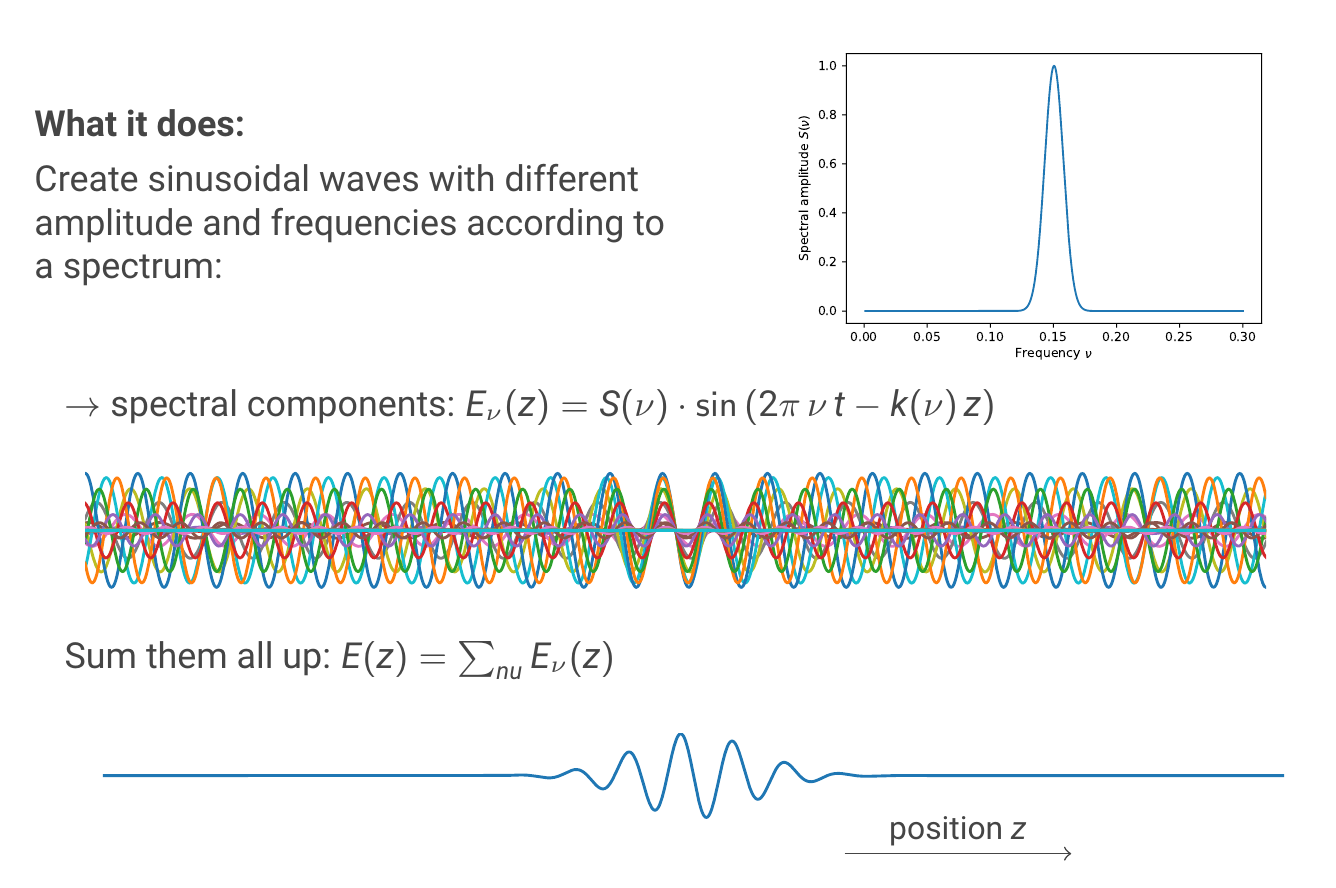 What it does:
Create sinusoidal waves with different
amplitude and frequencies according to
a spectrum:
1.0
0.8
0.6
0.4
0.2
0.0
Spectral amplitude S(ν)
0.00 0.05 0.10 0.15 0.20 0.25 0.30
Frequency ν
→ spectral components: E_ν(z) = S(ν) · sin (2π ν t − k(ν) z)
Sum them all up: E(z) = ∑_nu E_ν(z)
position z